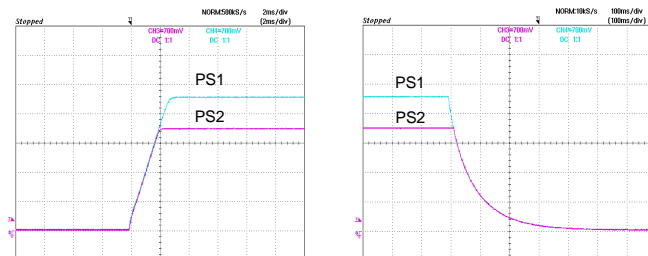 Stopped
NORM:500kS/s 2ms/div
(2ms/div)
CH3=700mV CH4=700mV
DC 1:1 DC 1:1
PS1
PS2
Stopped
NORM:10kS/s 100ms/div
(100ms/div)
CH3=700mV CH4=700mV
DC 1:1 DC 1:1
PS1
PS2